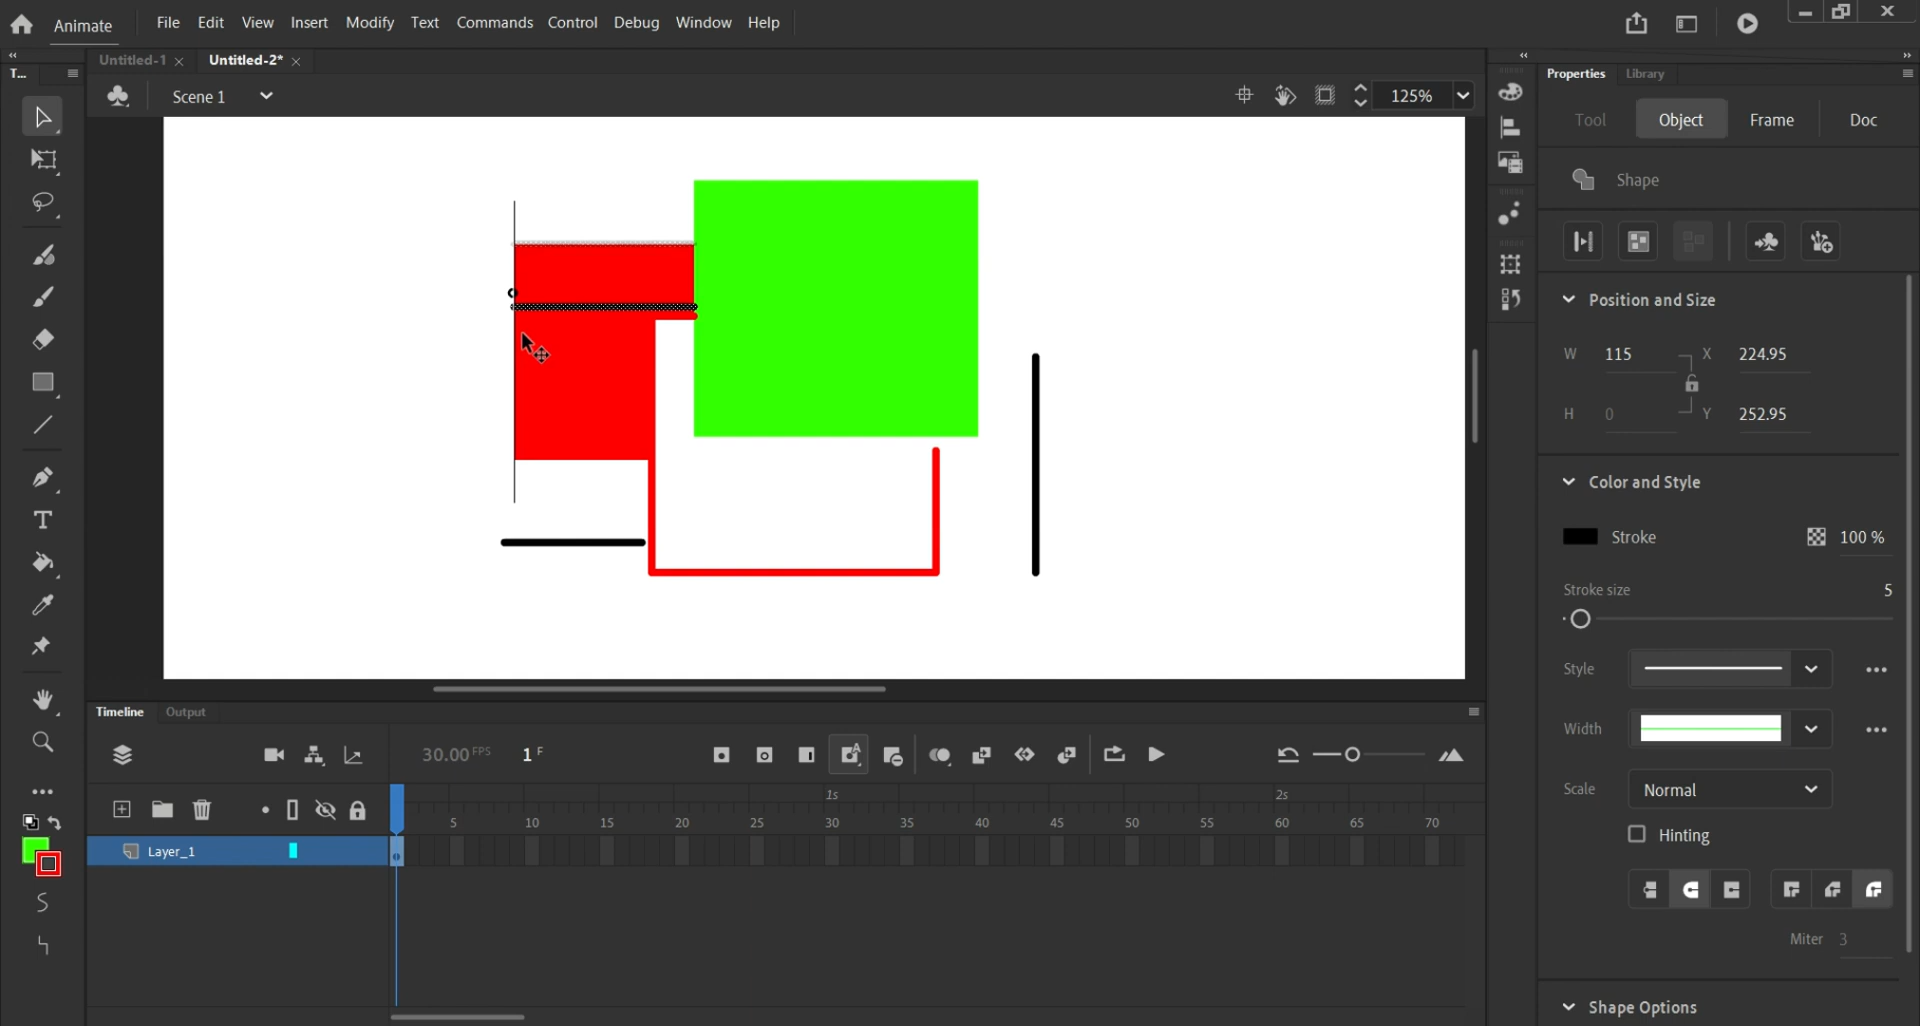 Animate File Edit View Insert Modify Text Commands Control Debug Window Help
T... Untitled-1 Untitled-2*
Scene 1 125%
Properties Library
Tool Object Frame Doc
Shape
Position and Size
W 115 X 224.95
H 0 Y 252.95
Color and Style
Stroke 100 %
Stroke size 5
Style
Width
Scale Normal
Hinting
Miter 3
Shape Options
T
Timeline Output
30.00 FPS 1 F
1s 2s
5 10 15 20 25 30 35 40 45 50 55 60 65 70
Layer_1